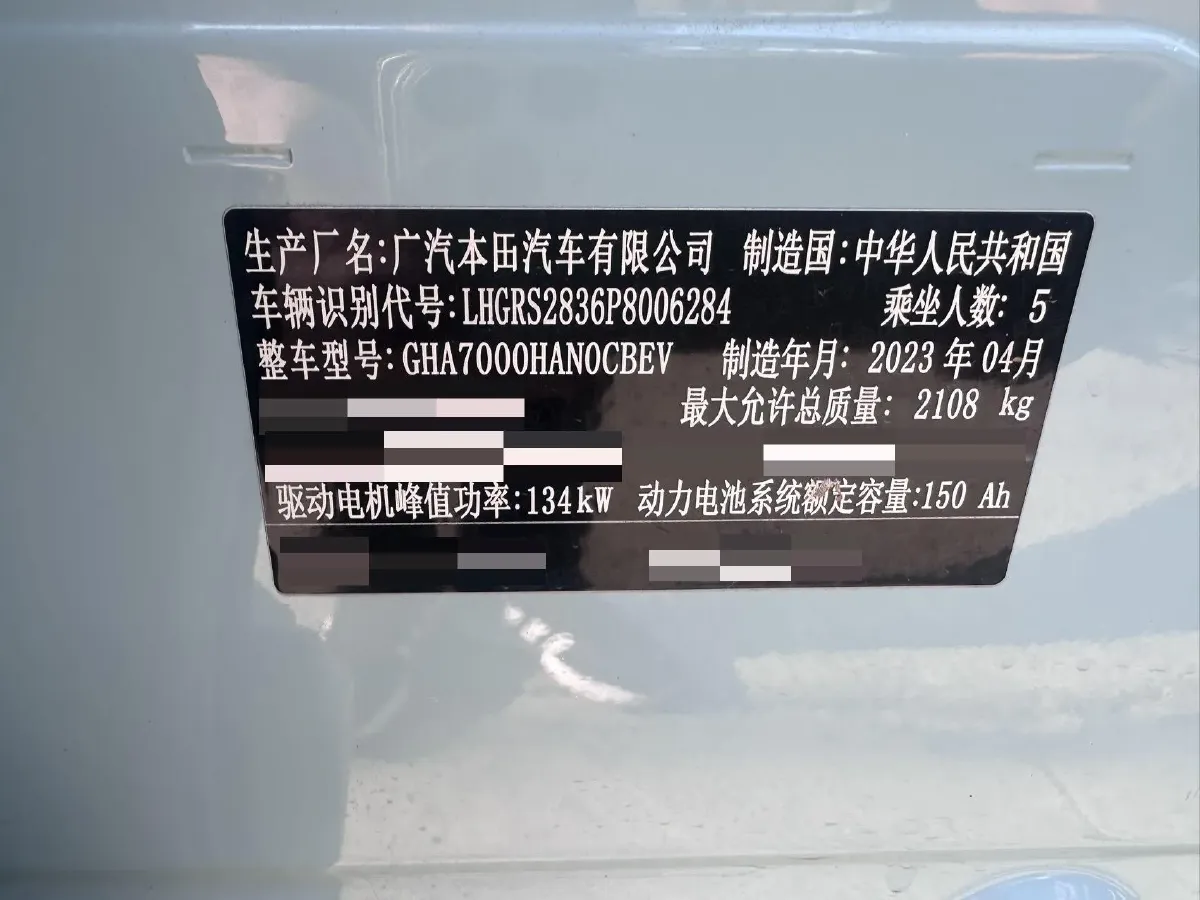 生产厂名:广汽本田汽车有限公司 制造国:中华人民共和国
车辆识别代号:LHGRS2836P8006284 乘坐人数: 5
整车型号:GHA7000HAN0CBEV 制造年月: 2023 年 04月
最大允许总质量: 2108 kg
驱动电机峰值功率:134kW 动力电池系统额定容量:150 Ah